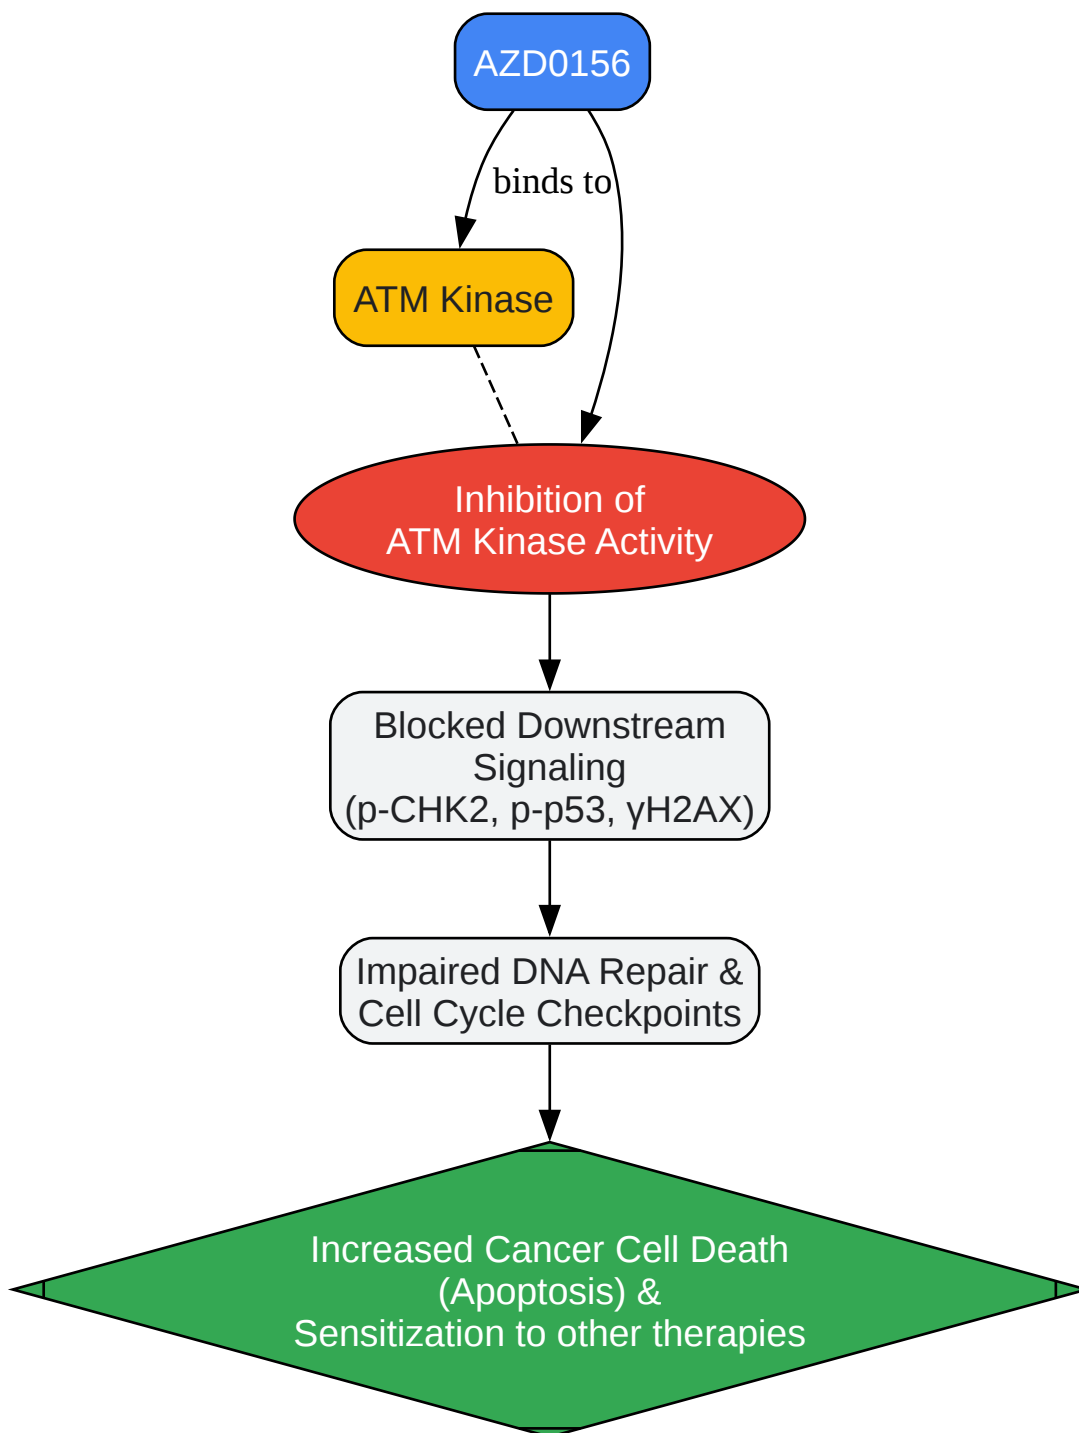 AZD0156
binds to
ATM Kinase
Inhibition of
ATM Kinase Activity
Blocked Downstream
Signaling
(p-CHK2, p-p53, γH2AX)
Impaired DNA Repair &
Cell Cycle Checkpoints
Increased Cancer Cell Death
(Apoptosis) &
Sensitization to other therapies